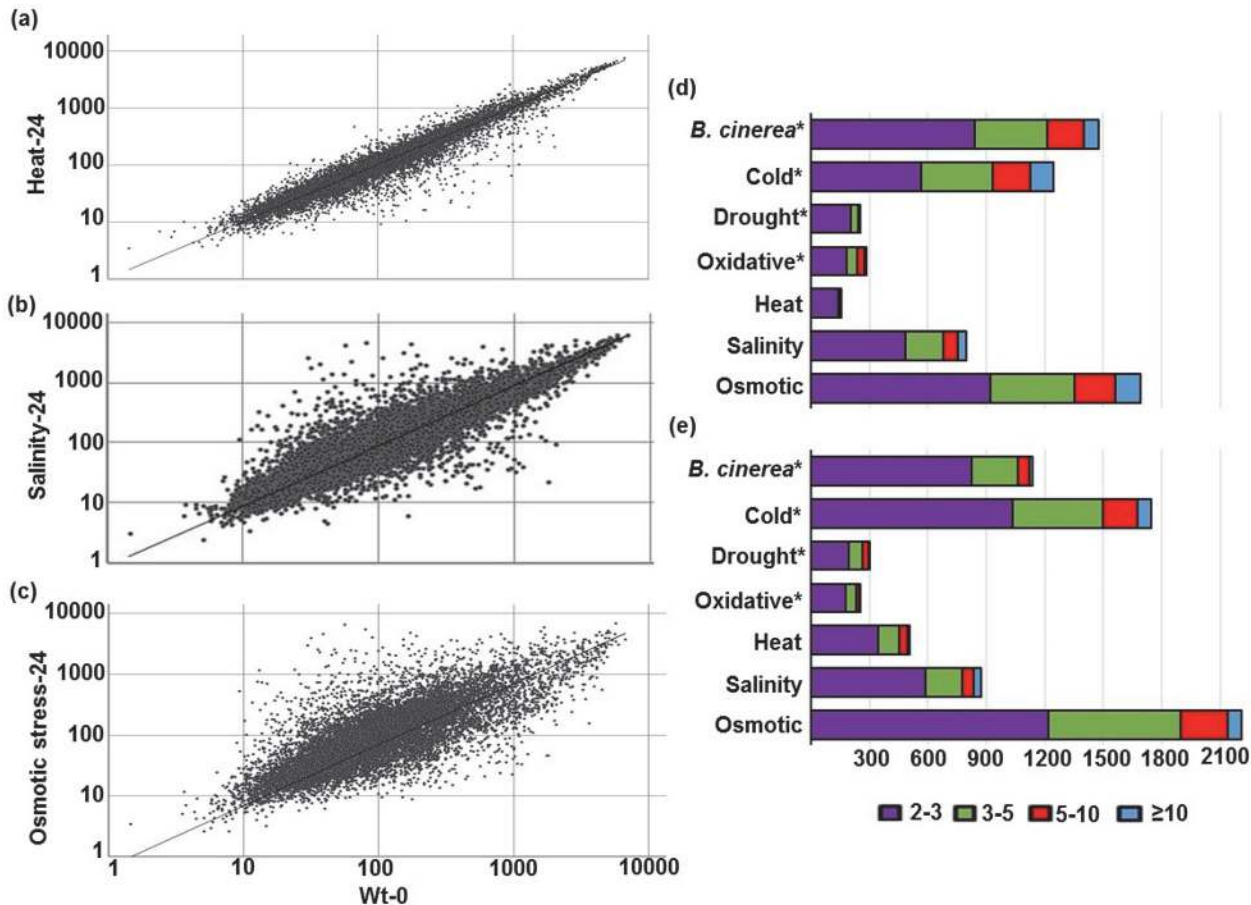 (a)
10000
1000
100
10
1
Heat-24
(b)
10000
1000
100
10
1
Salinity-24
(c)
10000
1000
100
10
1
Osmotic stress-24
1 10 100 1000 10000
Wt-0
(d)
B. cinerea*
Cold*
Drought*
Oxidative*
Heat
Salinity
Osmotic
(e)
B. cinerea*
Cold*
Drought*
Oxidative*
Heat
Salinity
Osmotic
300 600 900 1200 1500 1800 2100
2-3 3-5 5-10 ≥10